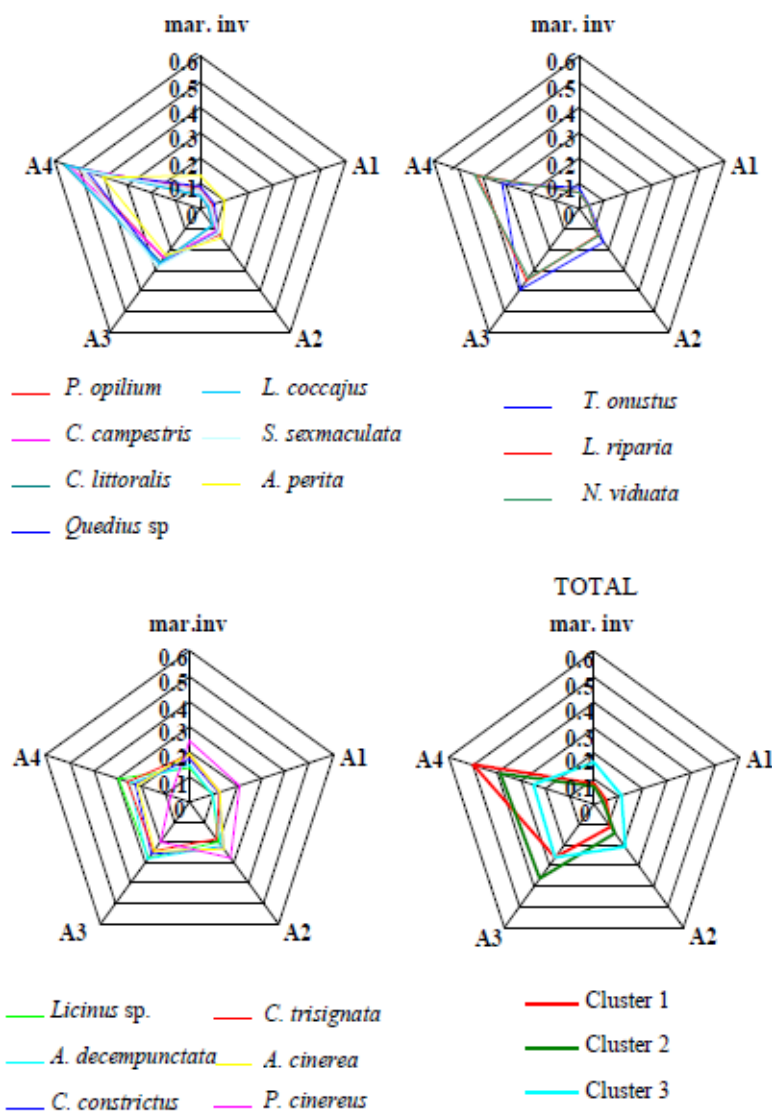 mar. inv
0.6
0.5
0.4
0.3
0.2
0.1
0
A4
A1
A3
A2
mar. inv
0.6
0.5
0.4
0.3
0.2
0.1
0
A4
A1
A3
A2
P. opilium
L. coccajus
C. campestris
S. sexmaculata
C. littoralis
A. perita
Quedius sp
T. onustus
L. riparia
N. viduata
mar.inv
0.6
0.5
0.4
0.3
0.2
0.1
0
A4
A1
A3
A2
TOTAL
mar. inv
0.6
0.5
0.4
0.3
0.2
0.1
0
A4
A1
A3
A2
Licinus sp.
C. trisignata
A. decempunctata
A. cinerea
C. constrictus
P. cinereus
Cluster 1
Cluster 2
Cluster 3